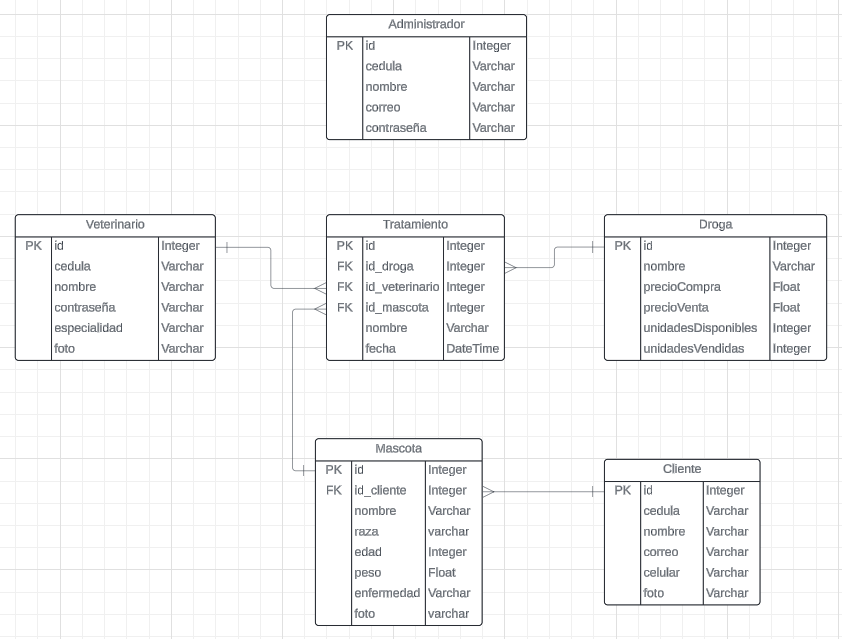 Administrador
PK id Integer
cedula Varchar
nombre Varchar
correo Varchar
contraseña Varchar
Veterinario
PK id Integer
cedula Varchar
nombre Varchar
contraseña Varchar
especialidad Varchar
foto Varchar
Tratamiento
PK id Integer
FK id_droga Integer
FK id_veterinario Integer
FK id_mascota Integer
nombre Varchar
fecha DateTime
Droga
PK id Integer
nombre Varchar
precioCompra Float
precioVenta Float
unidadesDisponibles Integer
unidadesVendidas Integer
Mascota
PK id Integer
FK id_cliente Integer
nombre Varchar
raza varchar
edad Integer
peso Float
enfermedad Varchar
foto varchar
Cliente
PK id Integer
cedula Varchar
nombre Varchar
correo Varchar
celular Varchar
foto Varchar